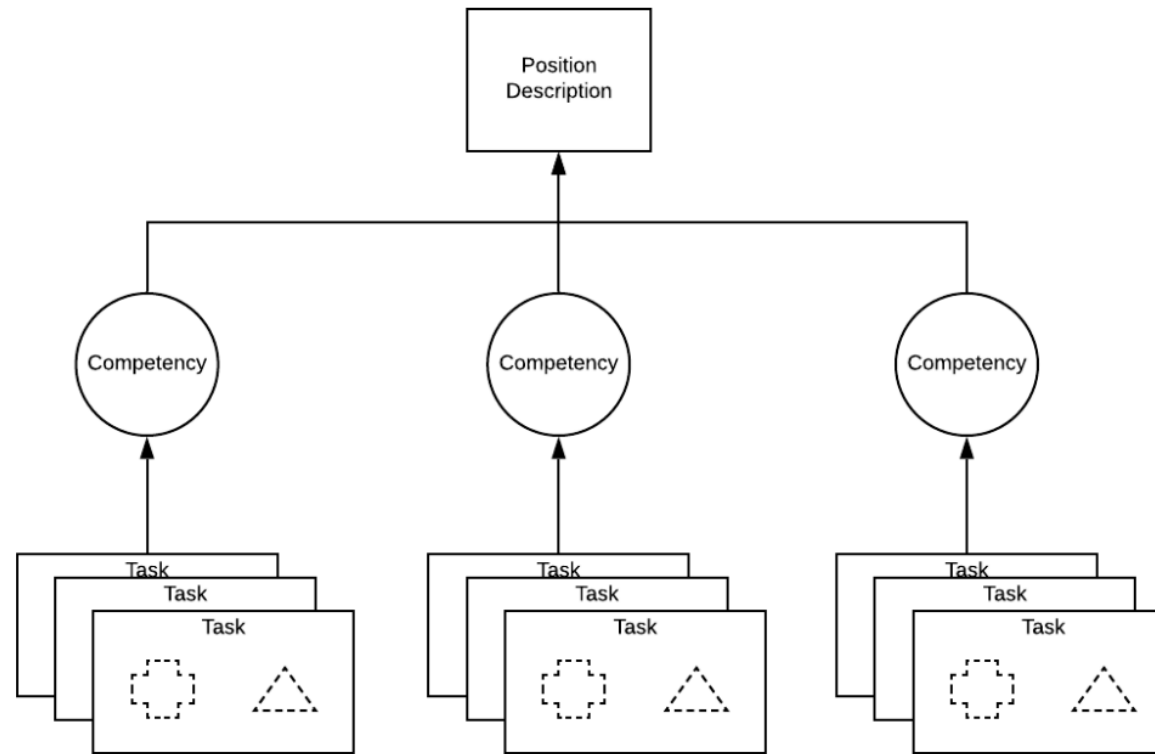 Position
Description
Competency
Competency
Competency
Task
Task
Task
Task
Task
Task
Task
Task
Task